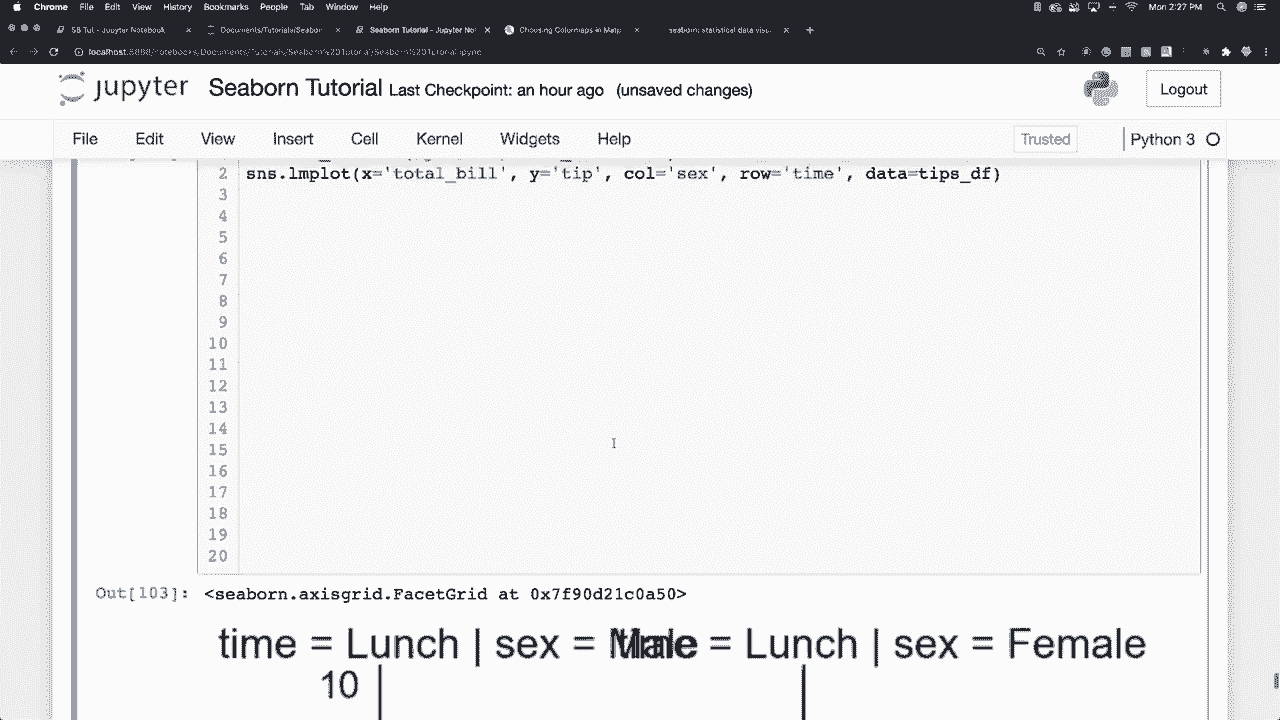 Chrome File Edit View History Bookmarks People Tab Window Help Mon 2:27 PM
SB Tut - Jupyter Notebook Documents/Tutorials/Seabor Seaborn Tutorial - Jupyter No Choosing Colormaps in Matp seaborn: statistical data visu
localhost:8888/notebooks/Documents/Tutorials/Seaborn%20Tutorial/Seaborn%20Tutorial.ipynb
jupyter Seaborn Tutorial Last Checkpoint: an hour ago (unsaved changes) Logout
File Edit View Insert Cell Kernel Widgets Help Trusted Python 3
2 sns.lmplot(x='total_bill', y='tip', col='sex', row='time', data=tips_df)
3
4
5
6
7
8
9
10
11
12
13
14
15
16
17
18
19
20
Out[103]: <seaborn.axisgrid.FacetGrid at 0x7f90d21c0a50>
time = Lunch | sex = Male time = Lunch | sex = Female
10